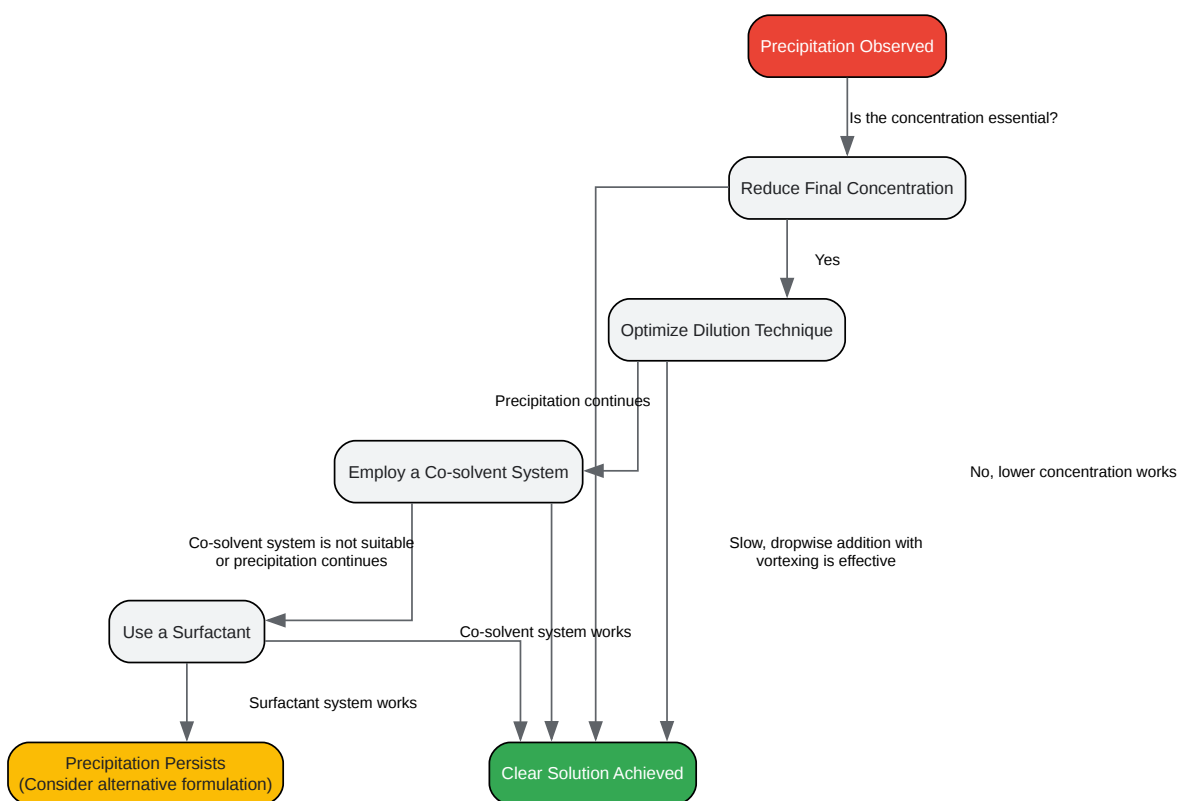 Precipitation Observed
Is the concentration essential?
Reduce Final Concentration
Yes
Optimize Dilution Technique
Precipitation continues
Employ a Co-solvent System
No, lower concentration works
Co-solvent system is not suitable
or precipitation continues
Slow, dropwise addition with
vortexing is effective
Use a Surfactant
Co-solvent system works
Surfactant system works
Precipitation Persists
(Consider alternative formulation)
Clear Solution Achieved